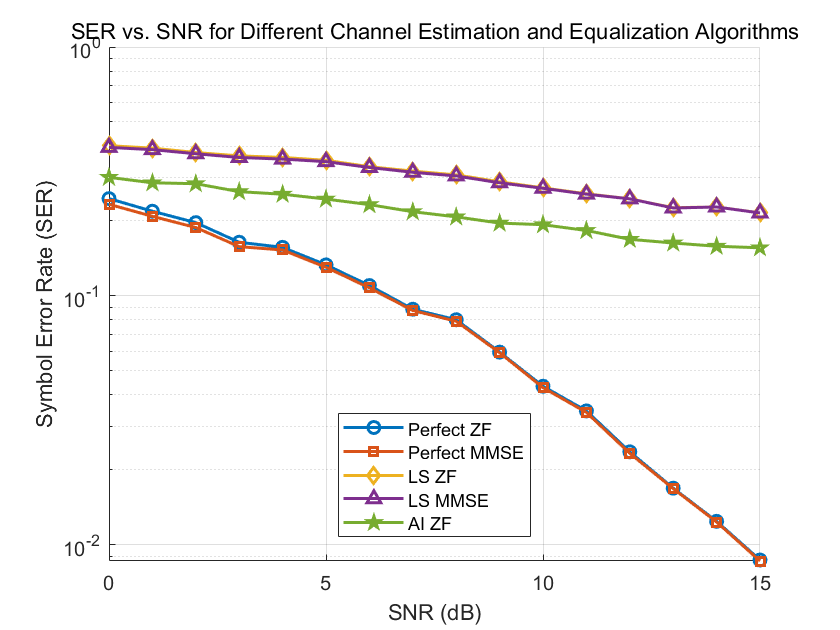 SER vs. SNR for Different Channel Estimation and Equalization Algorithms
10^0
10^-1
10^-2
Symbol Error Rate (SER)
Perfect ZF
Perfect MMSE
LS ZF
LS MMSE
AI ZF
0 5 10 15
SNR (dB)